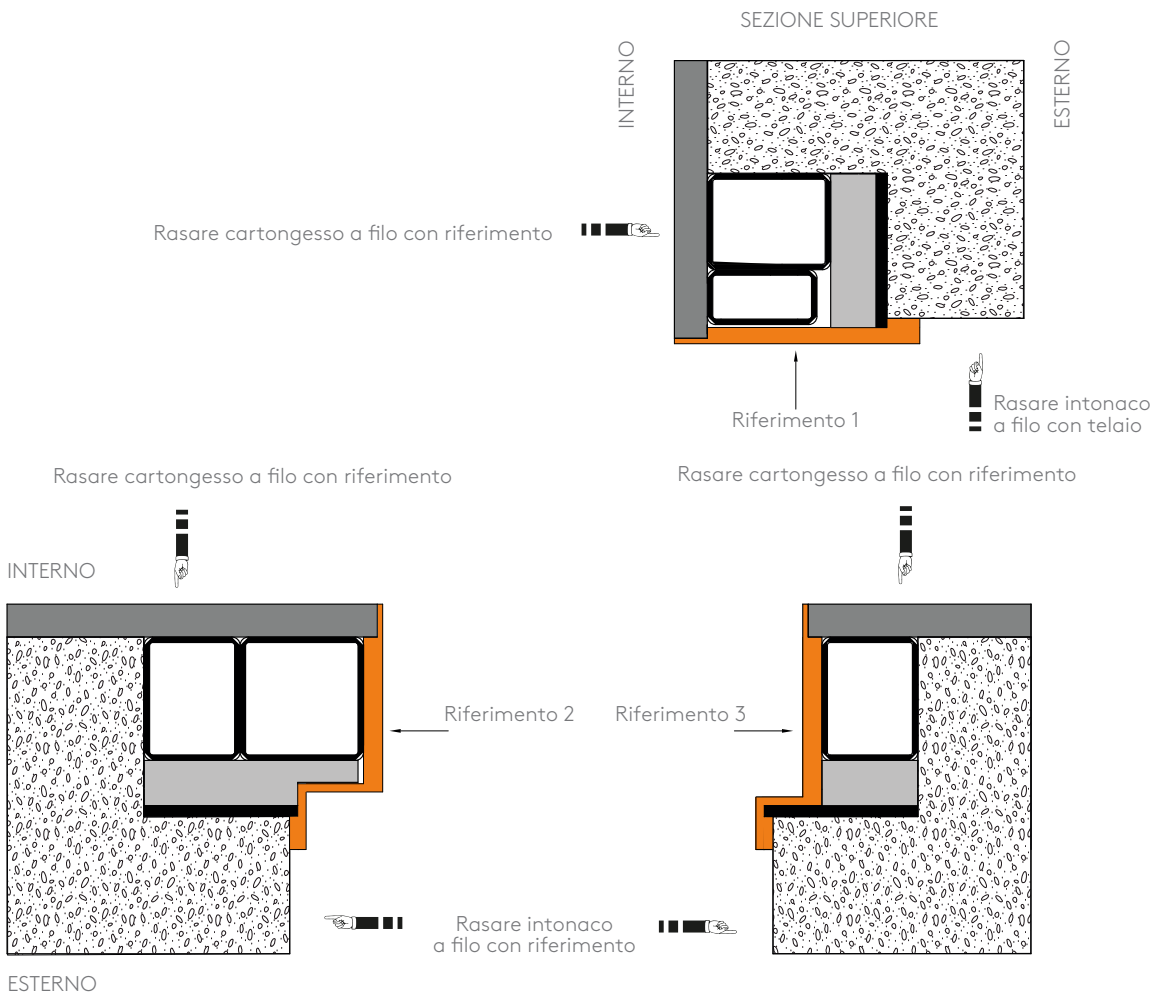 SEZIONE SUPERIORE
INTERNO
ESTERNO
Rasare cartongesso a filo con riferimento
Riferimento 1
Rasare intonaco
a filo con telaio
Rasare cartongesso a filo con riferimento
Rasare cartongesso a filo con riferimento
INTERNO
Riferimento 2
Riferimento 3
Rasare intonaco
a filo con riferimento
ESTERNO